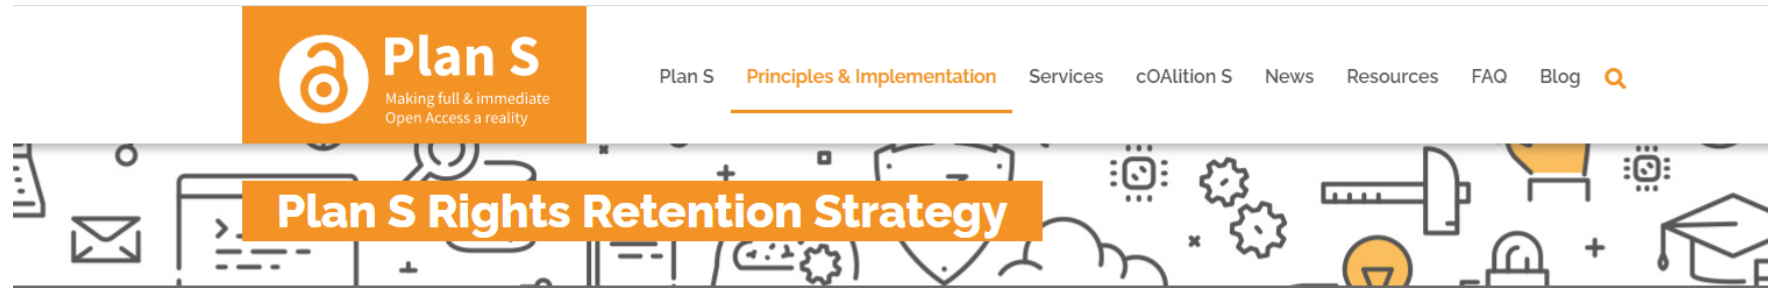 Plan S
Making full & immediate
Open Access a reality
Plan S Principles & Implementation Services cOAlition S News Resources FAQ Blog
Plan S Rights Retention Strategy